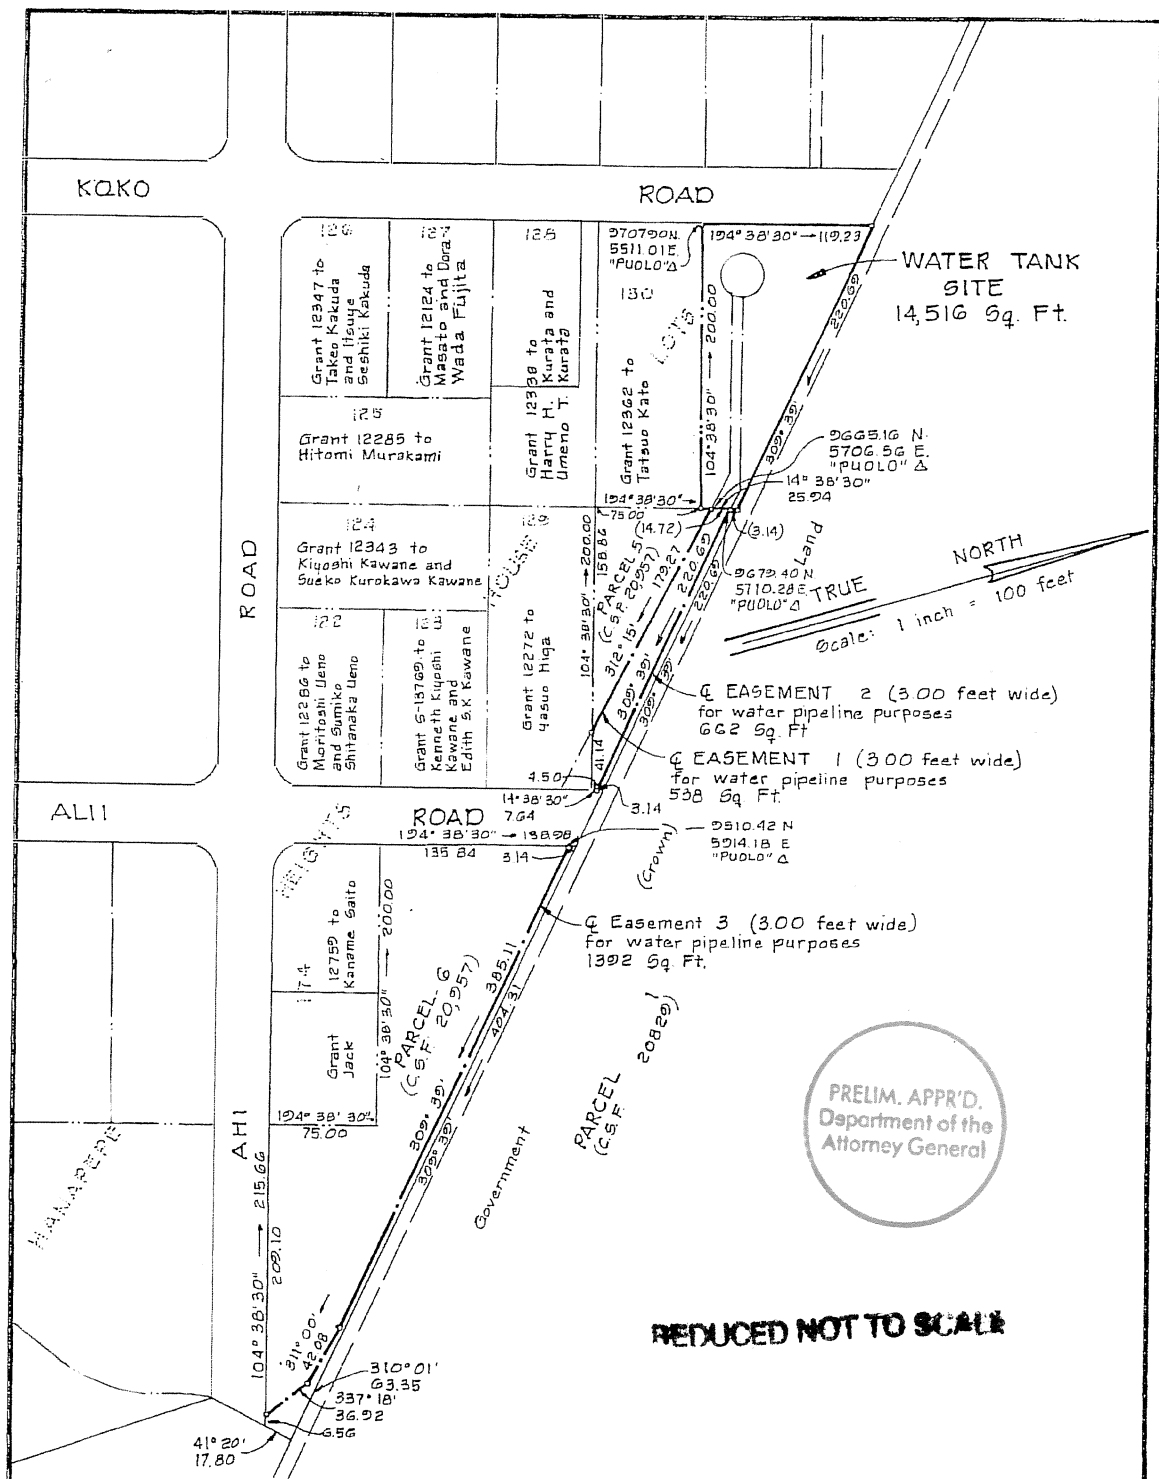 KOKO
ROAD
126
Grant 12347 to
Takeo Kakuda
and Itsuye
Seshiki Kakuda
127
Grant 12124 to
Masato and Dora
Wada Fujita
128
Grant 12338 to
Harry H. Kurata and
Umeno T. Kurata
9707.90 N.
5511.01 E.
"PUOLO" △
130
LOTS
Grant 12362 to
Tatsuo Kato
194° 38' 30" → 119.23
104° 38' 30" → 200.00
WATER TANK
SITE
14,516 Sq. Ft.
220.69
309° 39'
125
Grant 12285 to
Hitomi Murakami
9665.16 N.
5706.56 E.
"PUOLO" △
14° 38' 30"
25.94
194° 38' 30"
75.00
(14.72)
(3.14)
124
Grant 12343 to
Kiyoshi Kawane and
Sueko Kurokawa Kawane
HOUSE
129
Grant 12272 to
Yasuo Higa
104° 38' 30" → 200.00
158.86
PARCEL 5
(C.S.F. 20,957)
312° 15' 179.27
309° 39' 220.69
309° 39' 220.69
Land
9679.40 N.
5710.28 E.
"PUOLO" △
TRUE NORTH
Scale: 1 inch = 100 feet
ROAD
122
Grant 12286 to
Moritoshi Ueno
and Sumiko
Shitanaka Ueno
123
Grant S-13769 to
Kenneth Kiyoshi
Kawane and
Edith S.K Kawane
℄ EASEMENT 2 (3.00 feet wide)
for water pipeline purposes
662 Sq. Ft
℄ EASEMENT 1 (3.00 feet wide)
for water pipeline purposes
538 Sq. Ft.
41.14
4.50
14° 38' 30"
7.64
3.14
ALII
ROAD
194° 38' 30" → 138.98
135.84
3.14
9510.42 N
5914.18 E
"PUOLO" △
HEIGHTS
(Crown)
℄ Easement 3 (3.00 feet wide)
for water pipeline purposes
1392 Sq. Ft.
174
12759 to
Kaname Saito
Grant
Jack
104° 38' 30" → 200.00
194° 38' 30"
75.00
PARCEL-6
(C.S.F. 20,957)
385.11
404.31
309° 39'
309° 39'
Government
PARCEL
(C.S.F. 20829)
PRELIM. APPR'D.
Department of the
Attorney General
HANAPEPE
AHI
104° 38' 30" → 215.66
209.10
311° 00'
42.08
310° 01'
63.35
337° 18'
36.92
6.56
41° 20'
17.80
REDUCED NOT TO SCALE